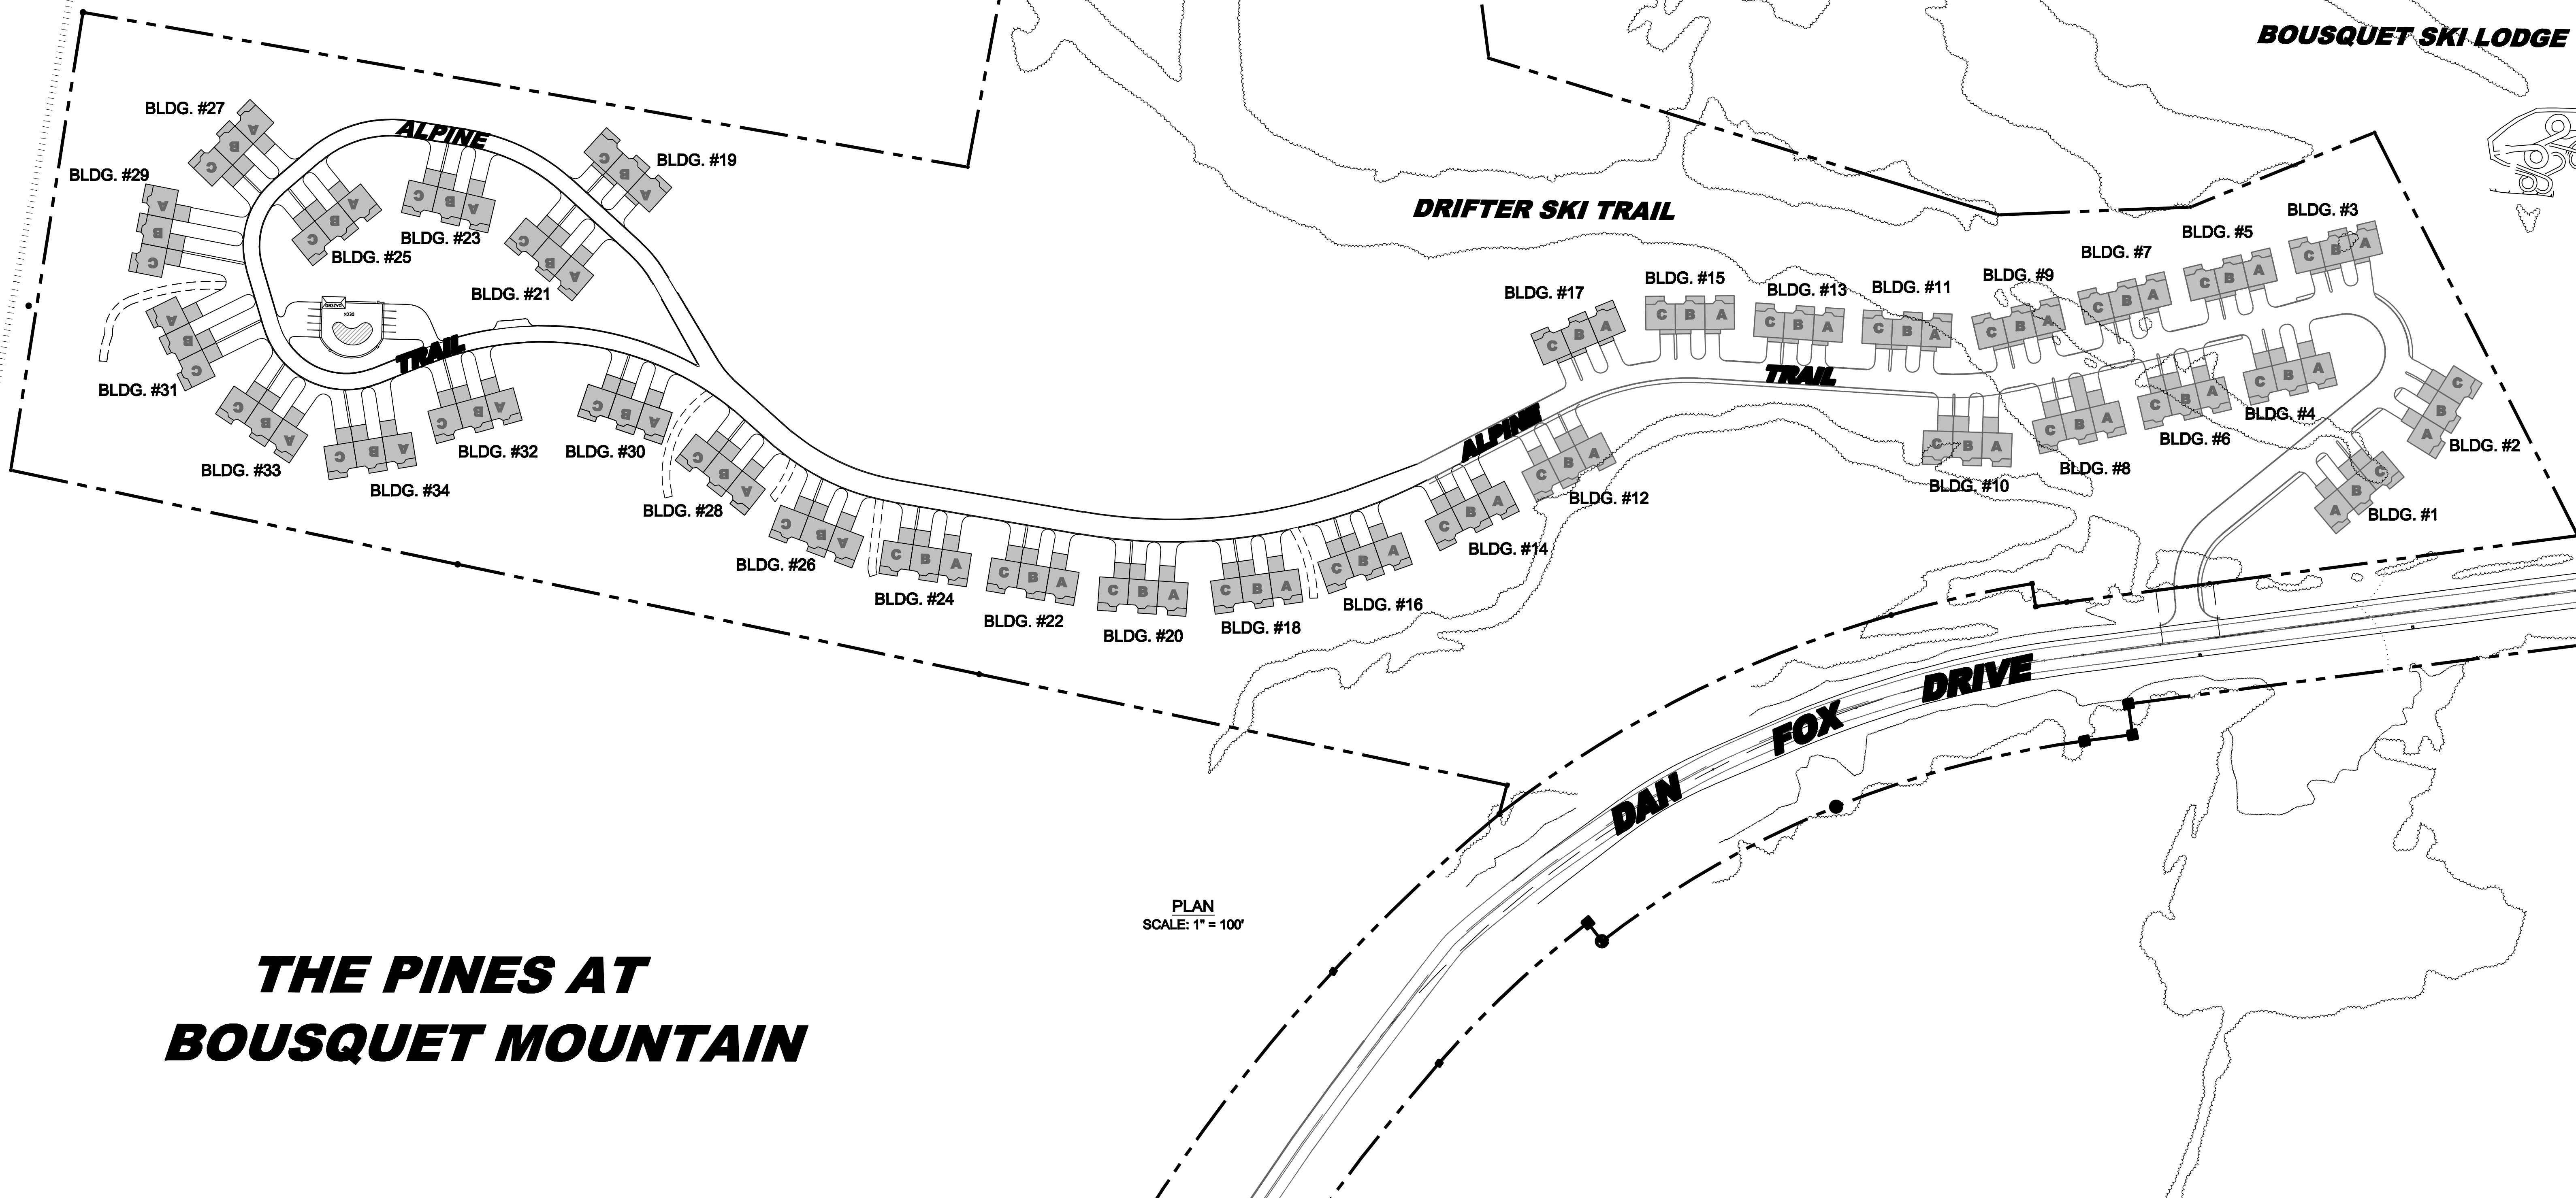 BOUSQUET SKI LODGE
BLDG. #27
ALPINE
BLDG. #19
BLDG. #29
DRIFTER SKI TRAIL
BLDG. #3
BLDG. #5
BLDG. #7
BLDG. #23
BLDG. #25
BLDG. #9
BLDG. #15
BLDG. #11
BLDG. #13
BLDG. #17
BLDG. #21
DECK
TRAIL
TRAIL
BLDG. #31
ALPINE
BLDG. #4
BLDG. #6
BLDG. #2
BLDG. #32
BLDG. #30
BLDG. #33
BLDG. #8
BLDG. #34
BLDG. #10
BLDG. #12
BLDG. #28
BLDG. #1
BLDG. #14
BLDG. #26
BLDG. #24
BLDG. #16
BLDG. #22
BLDG. #18
BLDG. #20
A B C
DAN FOX DRIVE
PLAN
SCALE: 1" = 100'
THE PINES AT
BOUSQUET MOUNTAIN